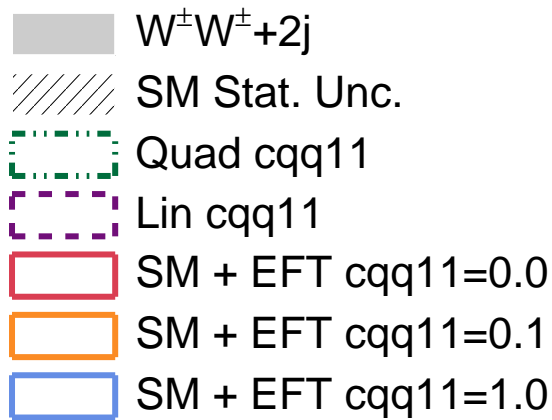 W±W±+2j
SM Stat. Unc.
Quad cqq11
Lin cqq11
SM + EFT cqq11=0.0
SM + EFT cqq11=0.1
SM + EFT cqq11=1.0